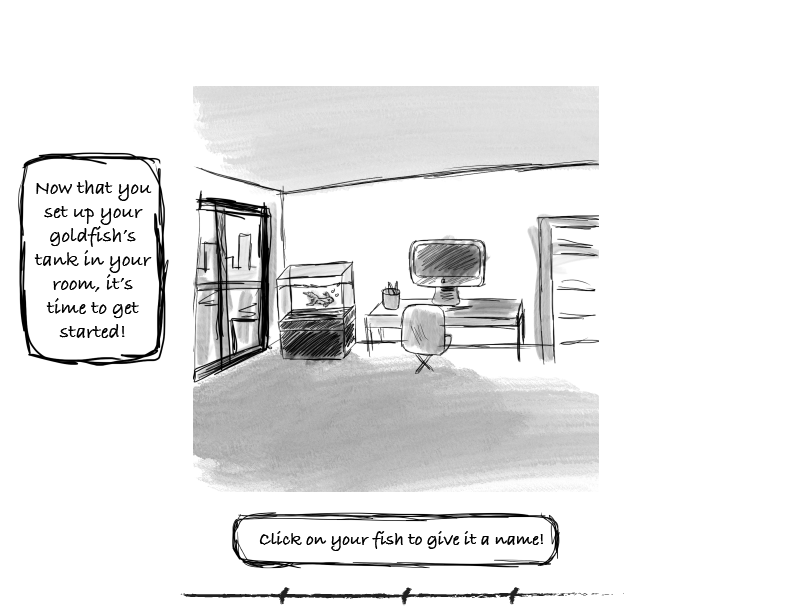 Now that you
set up your
goldfish's
tank in your
room, it's
time to get
started!
Click on your fish to give it a name!